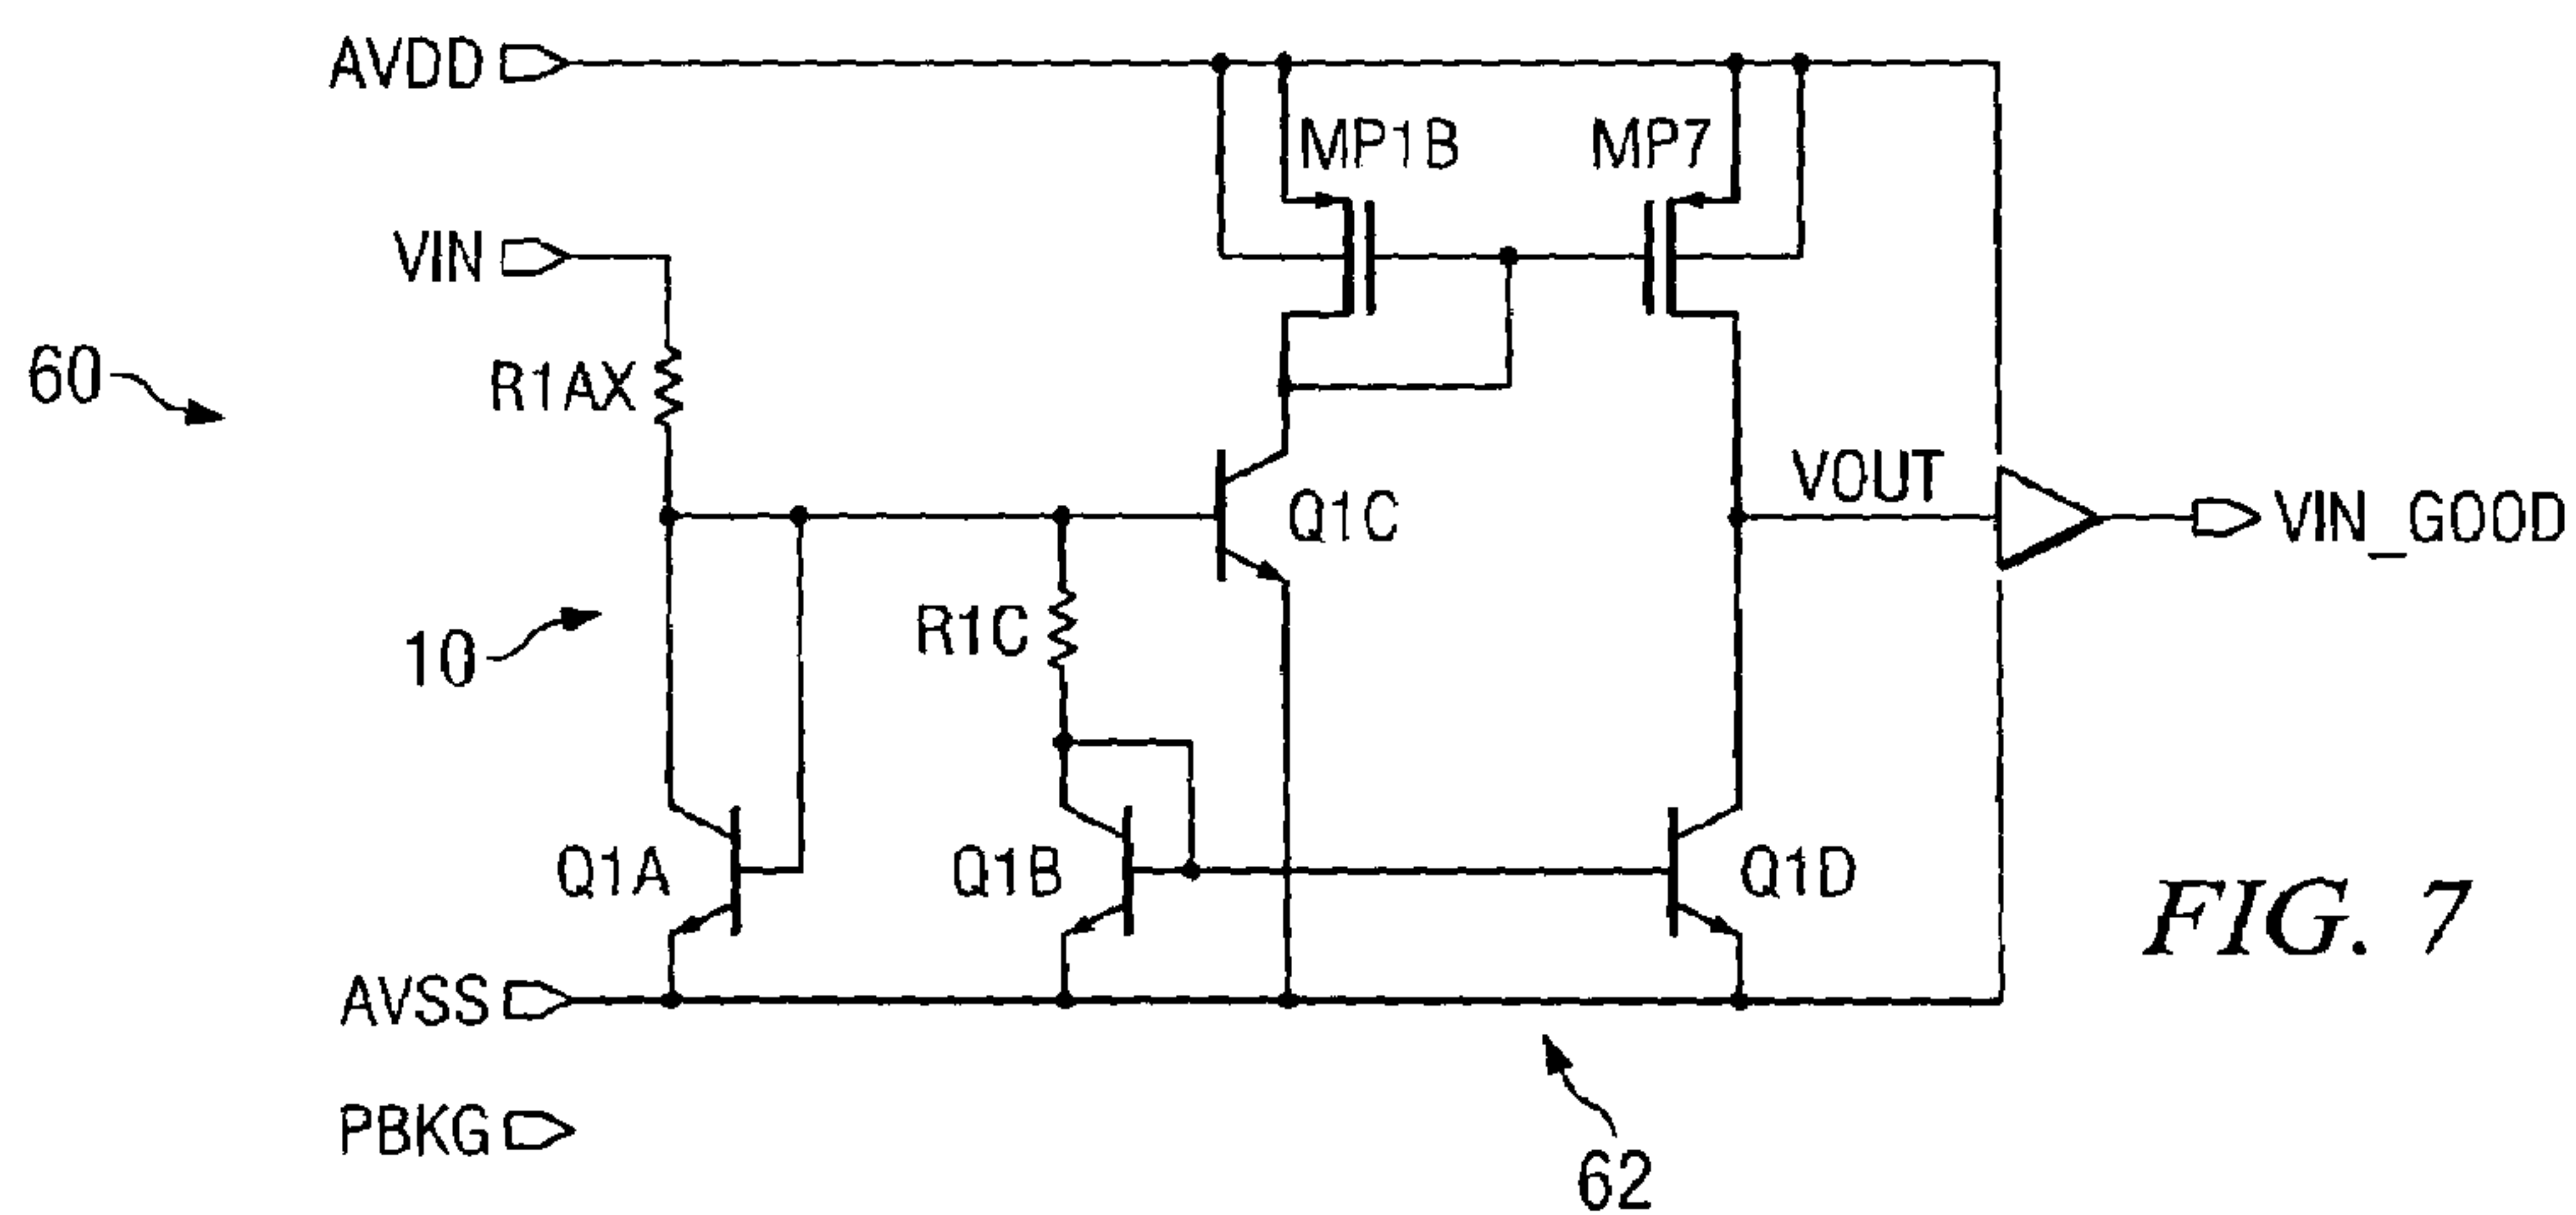 AVDD
MP1B
MP7
VIN
60
R1AX
VOUT
Q1C
VIN_GOOD
10
R1C
Q1A
Q1B
Q1D
FIG. 7
AVSS
PBKG
62